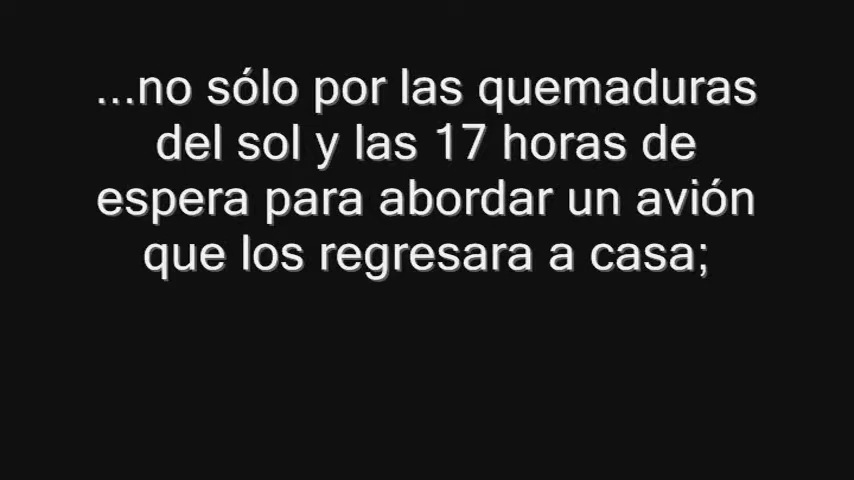 ...no sólo por las quemaduras
del sol y las 17 horas de
espera para abordar un avión
que los regresara a casa;